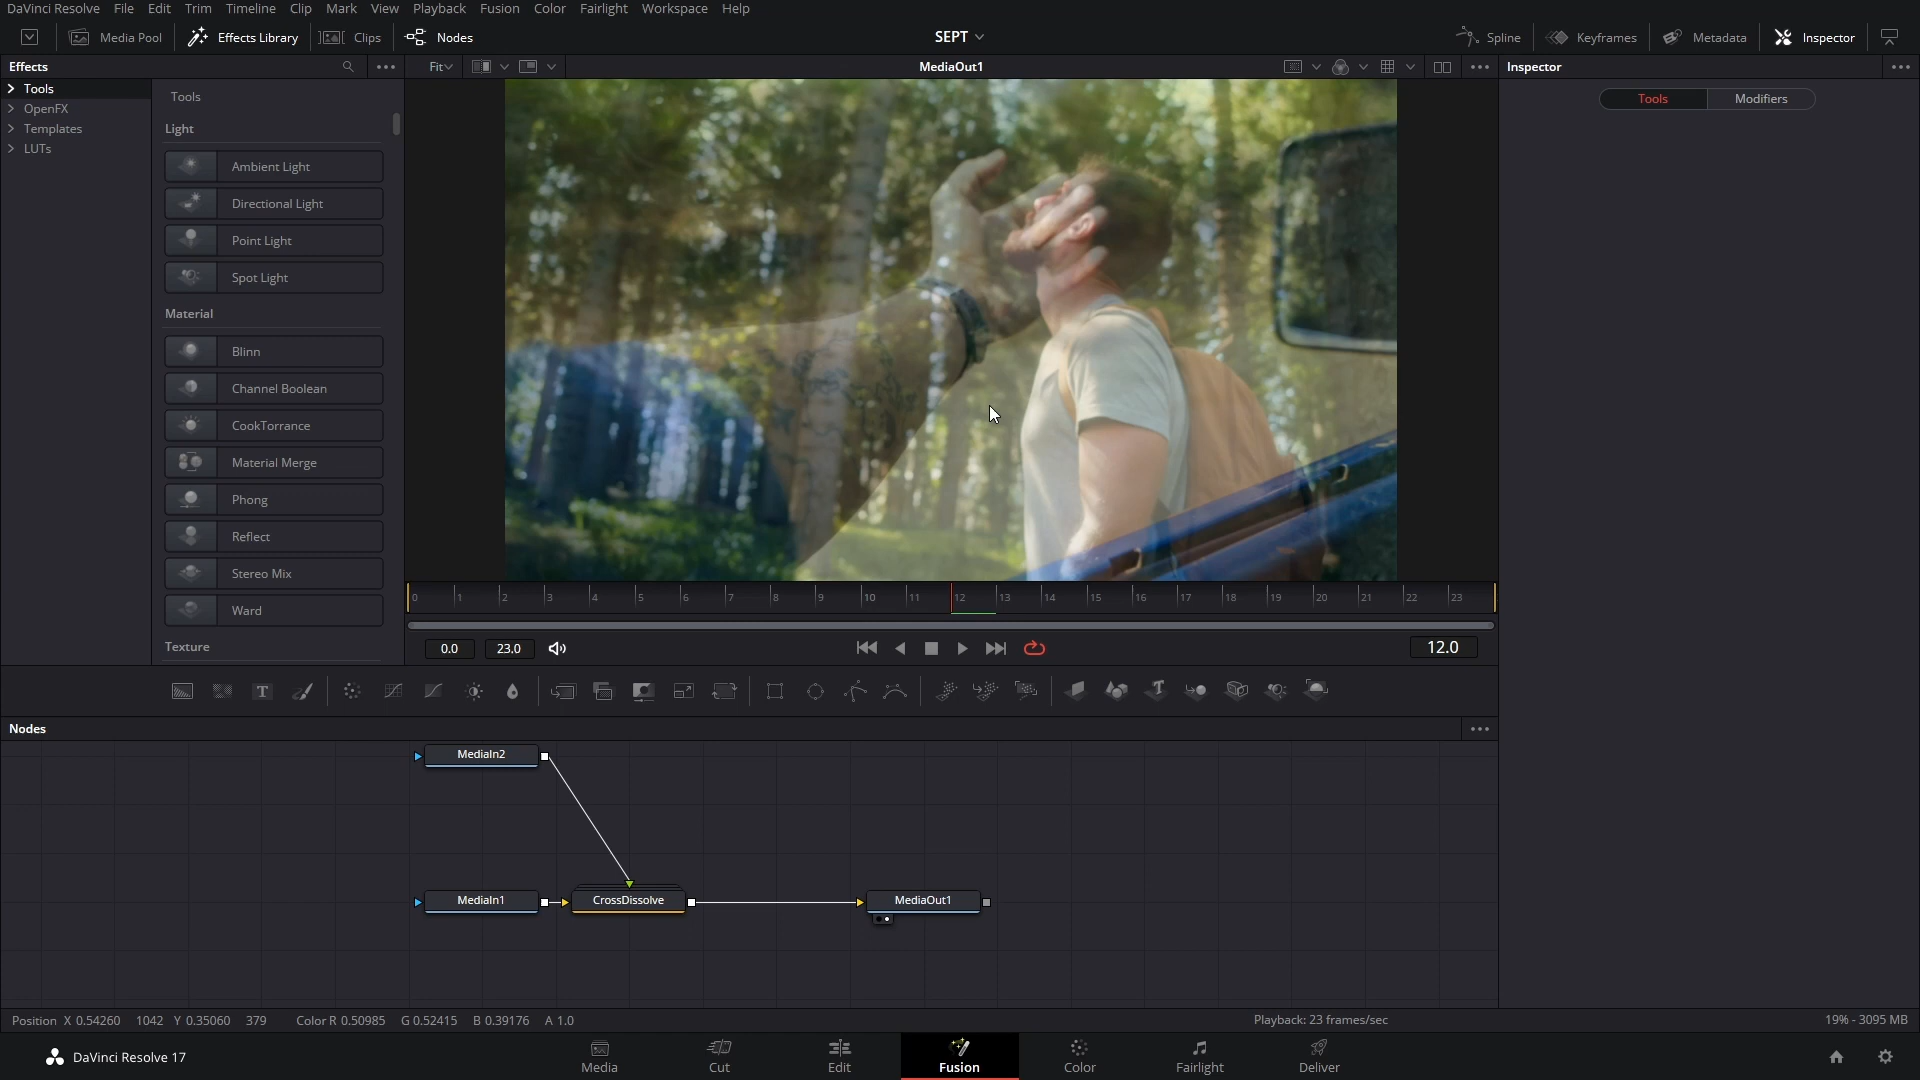 DaVinci Resolve File Edit Trim Timeline Clip Mark View Playback Fusion Color Fairlight Workspace Help
Media Pool Effects Library Clips Nodes SEPT Spline Keyframes Metadata Inspector
Effects Fit MediaOut1 Inspector
Tools
OpenFX
Templates
LUTs
Tools
Light
Ambient Light
Directional Light
Point Light
Spot Light
Material
Blinn
Channel Boolean
CookTorrance
Material Merge
Phong
Reflect
Stereo Mix
Ward
Texture
Tools Modifiers
0 1 2 3 4 5 6 7 8 9 10 11 12 13 14 15 16 17 18 19 20 21 22 23
0.0 23.0 12.0
T
Nodes
MediaIn2
MediaIn1 CrossDissolve MediaOut1
Position X 0.54260 1042 Y 0.35060 379 Color R 0.50985 G 0.52415 B 0.39176 A 1.0 Playback: 23 frames/sec 19% - 3095 MB
DaVinci Resolve 17 Media Cut Edit Fusion Color Fairlight Deliver